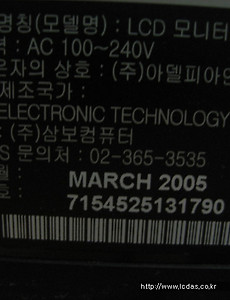 명칭(모델명) : LCD 모니터
력 : AC 100~240V
은자의 상호 : (주)아델피아
제조국가 :
ELECTRONIC TECHNOLOGY
: (주)삼보컴퓨터
S 문의처 : 02-365-3535
MARCH 2005
7154525131790
http://www.lcdas.co.kr